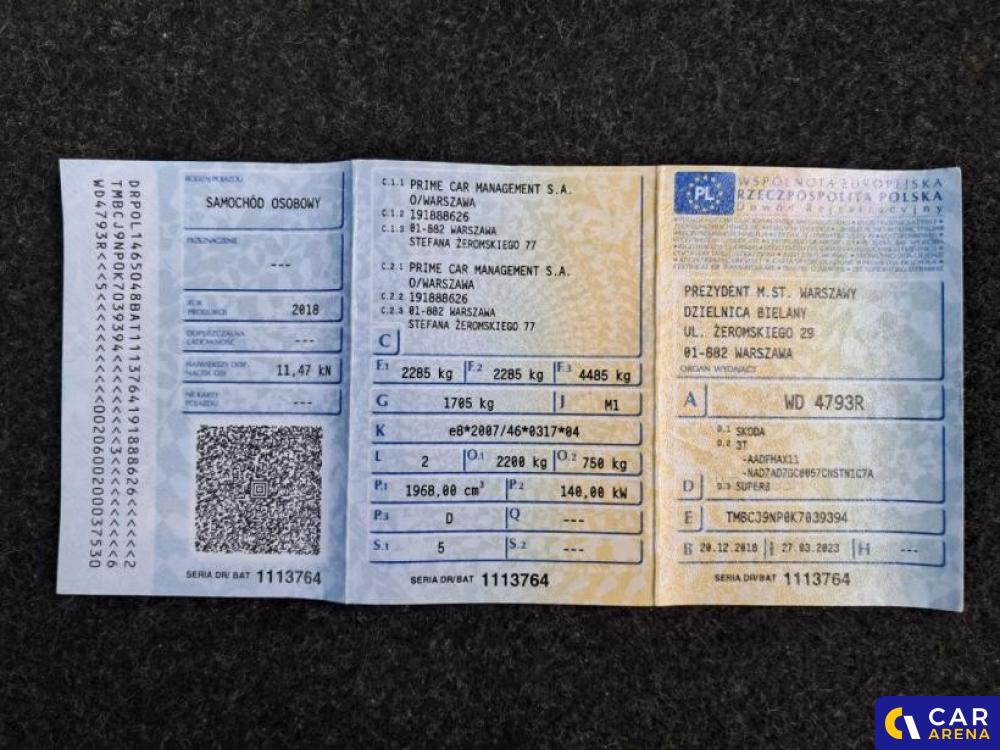 DRPOL1465048BAT1113764191888626<<<<<<2
WD4793R<<<5<<<<<<<<<<<<00206002000037530
RODZAJ POJAZDU
SAMOCHÓD OSOBOWY
PRZEZNACZENIE
---
ROK PRODUKCJI
2018
DOPUSZCZALNA ŁADOWNOŚĆ
---
NAJWIĘKSZY DOP. NACISK OSI
11,47 kN
NR KARTY POJAZDU
---
SERIA DR/BAT 1113764
C.1.1 PRIME CAR MANAGEMENT S.A.
O/WARSZAWA
C.1.2 191888626
C.1.3 01-882 WARSZAWA
STEFANA ŻEROMSKIEGO 77
C.2.1 PRIME CAR MANAGEMENT S.A.
O/WARSZAWA
C.2.2 191888626
C.2.3 01-882 WARSZAWA
STEFANA ŻEROMSKIEGO 77
C
F.1 2285 kg F.2 2285 kg F.3 4485 kg
G 1705 kg J M1
K e8*2007/46*0317*04
L 2 O.1 2200 kg O.2 750 kg
P.1 1968,00 cm³ P.2 140,00 kW
P.3 D Q ---
S.1 5 S.2 ---
SERIA DR/BAT 1113764
PL
WSPÓLNOTA EUROPEJSKA
RZECZPOSPOLITA POLSKA
Dowód Rejestracyjny
PREZYDENT M.ST. WARSZAWY
DZIELNICA BIELANY
UL. ŻEROMSKIEGO 29
01-882 WARSZAWA
ORGAN WYDAJĄCY
A WD 4793R
D.1 SKODA
D.2 3T
-AADFHAX11
D D.3 SUPERB
E TMBCJ9NP0K7039394
B 20.12.2018 I 27.03.2023 H ---
SERIA DR/BAT 1113764
CAR
ARENA